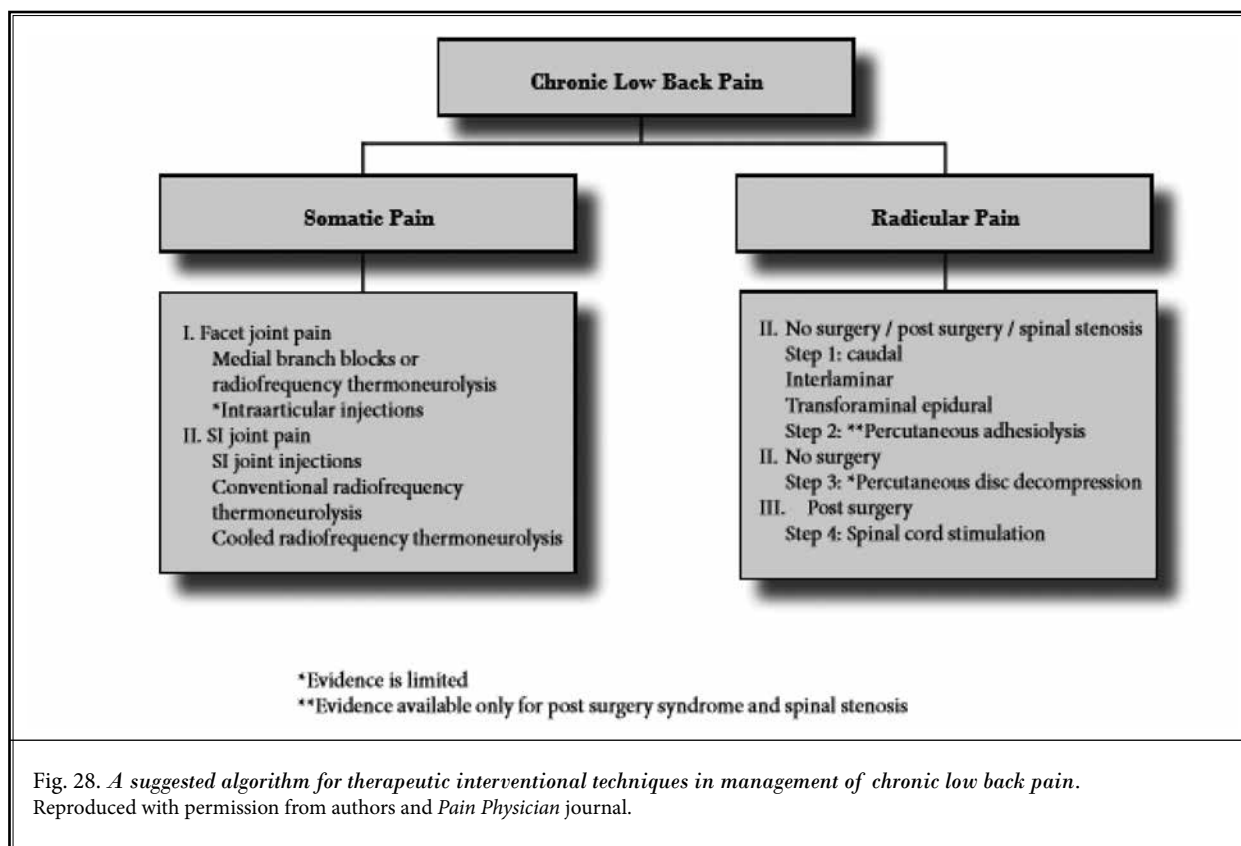 Chronic Low Back Pain
Somatic Pain
I. Facet joint pain
Medial branch blocks or
radiofrequency thermoneurolysis
*Intraarticular injections
II. SI joint pain
SI joint injections
Conventional radiofrequency
thermoneurolysis
Cooled radiofrequency thermoneurolysis
Radicular Pain
II. No surgery / post surgery / spinal stenosis
Step 1: caudal
Interlaminar
Transforaminal epidural
Step 2: **Percutaneous adhesiolysis
II. No surgery
Step 3: *Percutaneous disc decompression
III. Post surgery
Step 4: Spinal cord stimulation
*Evidence is limited
**Evidence available only for post surgery syndrome and spinal stenosis
Fig. 28. A suggested algorithm for therapeutic interventional techniques in management of chronic low back pain.
Reproduced with permission from authors and Pain Physician journal.